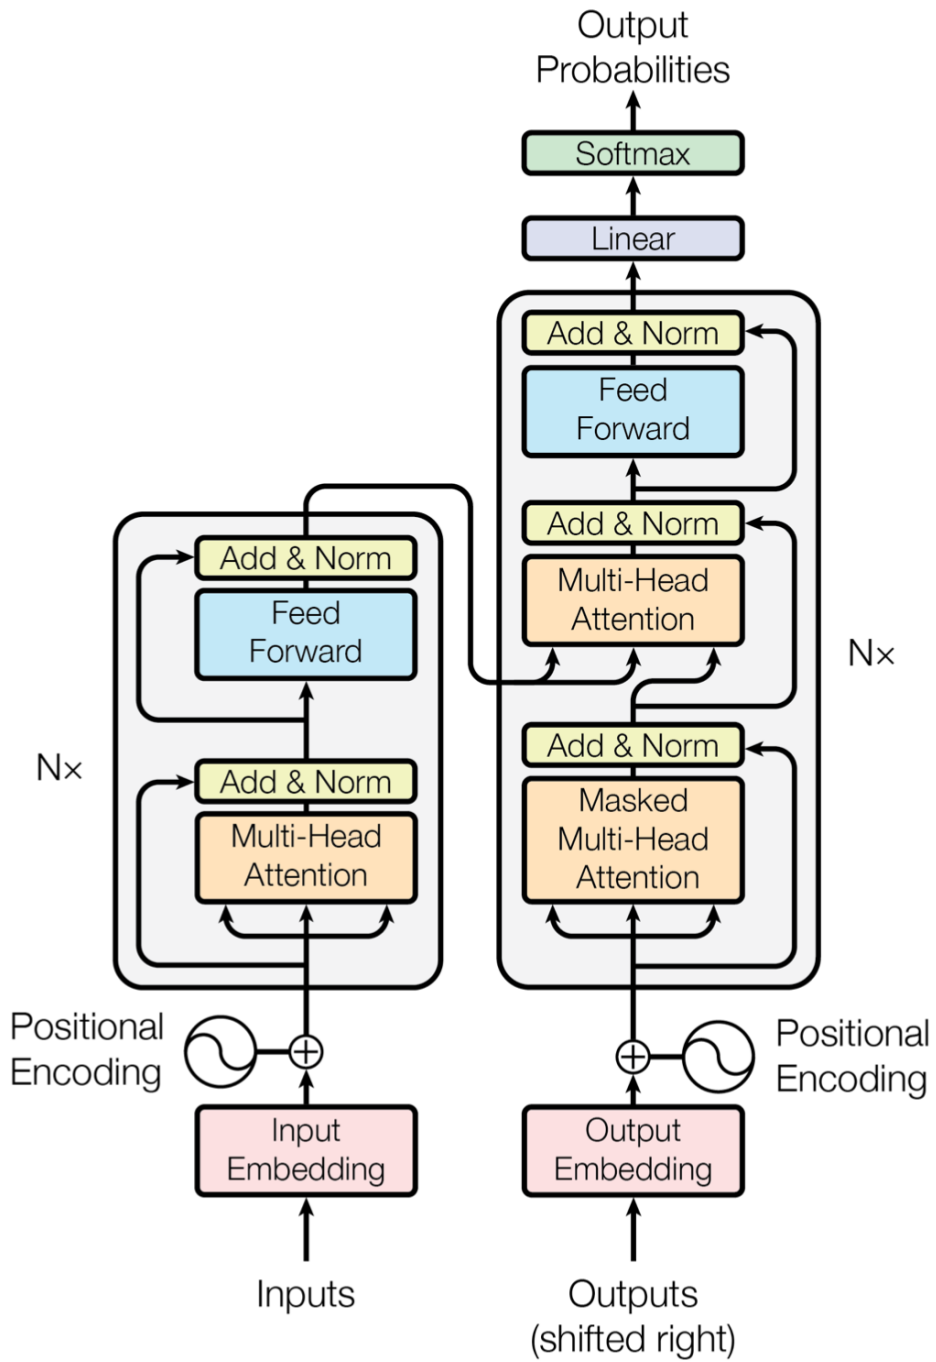 Output
Probabilities
Softmax
Linear
Add & Norm
Feed
Forward
Add & Norm
Multi-Head
Attention
Nx
Add & Norm
Masked
Multi-Head
Attention
Add & Norm
Feed
Forward
Nx
Add & Norm
Multi-Head
Attention
Positional
Encoding
Positional
Encoding
Input
Embedding
Output
Embedding
Inputs
Outputs
(shifted right)